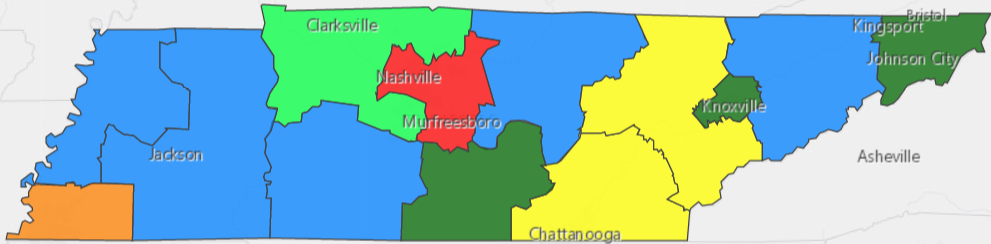 Clarksville
Bristol
Kingsport
Johnson City
Nashville
Knoxville
Murfreesboro
Jackson
Asheville
Chattanooga